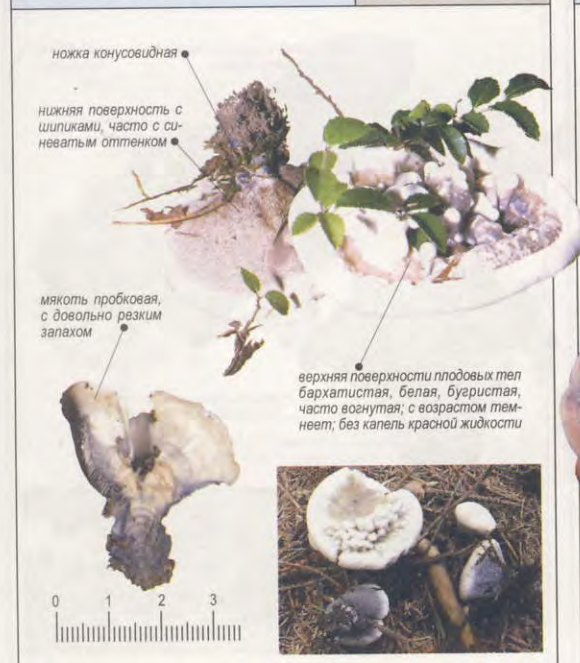 ножка конусовидная
нижняя поверхность с
шипиками, часто с си-
неватым оттенком
мякоть пробковая,
с довольно резким
запахом
верхняя поверхности плодовых тел
бархатистая, белая, бугристая,
часто вогнутая; с возрастом тем-
неет; без капель красной жидкости
0 1 2 3